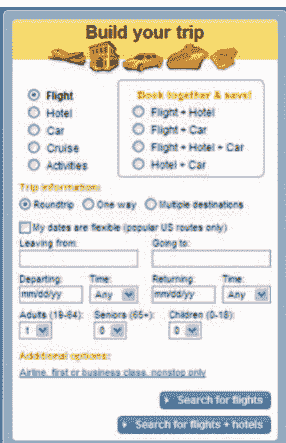 Build your trip
Flight
Hotel
Car
Cruise
Activities
Book together & save!
Flight + Hotel
Flight + Car
Flight + Hotel + Car
Hotel + Car
Trip information:
Roundtrip One way Multiple destinations
My dates are flexible (popular US routes only)
Leaving from: Going to:
Departing: Time: Returning: Time:
mm/dd/yy Any mm/dd/yy Any
Adults (19-64): Seniors (65+): Children (0-18):
1 0 0
Additional options:
Airline, first or business class, nonstop only
Search for flights
Search for flights + hotels